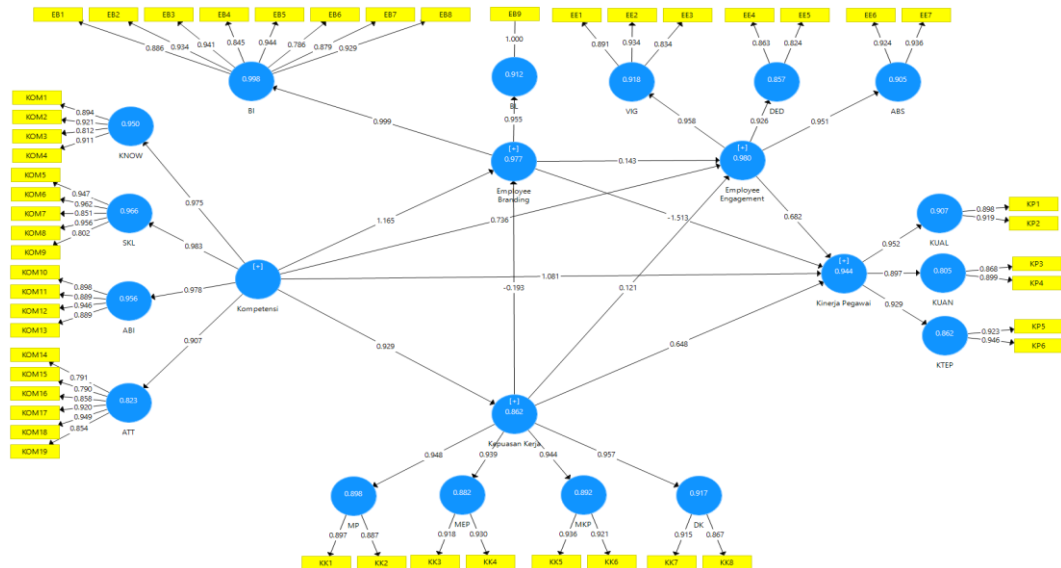 EB1 EB2 EB3 EB4 EB5 EB6 EB7 EB8 EB9 EE1 EE2 EE3 EE4 EE5 EE6 EE7
.886 .934 .941 .845 .944 0.786 0.879 0.929 1.000 0.891 0.934 0.834 0.863 0.824 0.924 0.936
0.998 0.912 0.918 0.857 0.905
BI BL VIG DED ABS
KOM1
KOM2
KOM3
KOM4
0.894
0.921
0.812
0.911
0.950
KNOW
0.999 0.955 0.958 0.926 0.951
[+]
0.977
Employee
Branding
0.143
[+]
0.980
Employee
Engagement
KOM5
KOM6
KOM7
KOM8
KOM9
0.947
0.962
0.851
0.956
0.802
0.966
SKL
0.975
0.983
1.165
0.736
-1.513
0.682
0.907
KUAL
0.898
0.919
KP1
KP2
KOM10
KOM11
KOM12
KOM13
0.898
0.889
0.946
0.889
0.956
ABI
0.978
[+]
Kompetensi
1.081
-0.193
0.121
[+]
0.944
Kinerja Pegawai
0.952
0.897
0.929
0.805
KUAN
0.868
0.899
KP3
KP4
0.862
KTEP
0.923
0.946
KP5
KP6
KOM14
KOM15
KOM16
KOM17
KOM18
KOM19
0.791
0.790
0.858
0.920
0.949
0.854
0.823
ATT
0.907
0.929
0.648
[+]
0.862
Kepuasan Kerja
0.948 0.939 0.944 0.957
0.898 0.882 0.892 0.917
MP MEP MKP DK
0.897 0.887 0.918 0.930 0.936 0.921 0.915 0.867
KK1 KK2 KK3 KK4 KK5 KK6 KK7 KK8